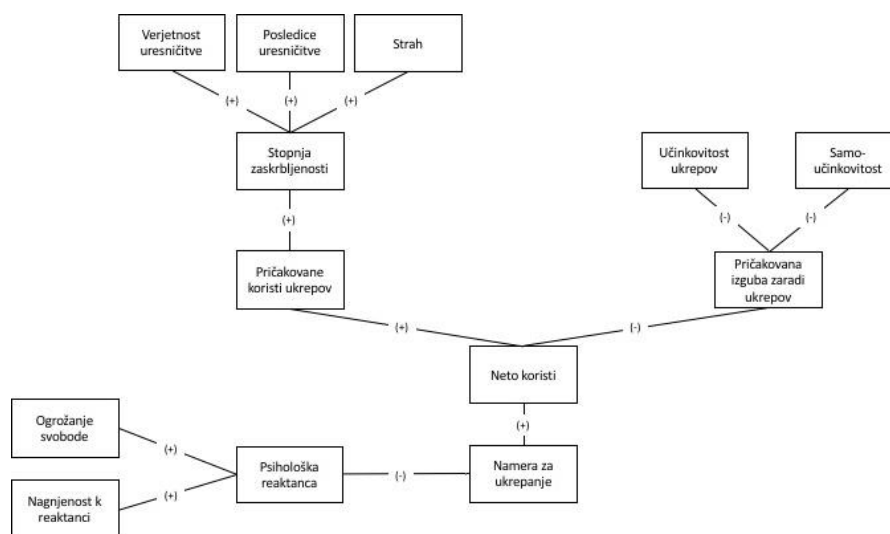 Verjetnost
uresničitve
Posledice
uresničitve
Strah
(+)
(+)
(+)
Stopnja
zaskrbljenosti
Učinkovitost
ukrepov
Samo-
učinkovitost
(+)
(-)
(-)
Pričakovane
koristi ukrepov
Pričakovana
izguba zaradi
ukrepov
(+)
(-)
Neto koristi
Ogrožanje
svobode
(+)
(+)
Psihološka
reaktanca
(-)
Namera za
ukrepanje
Nagnjenost k
reaktanci
(+)